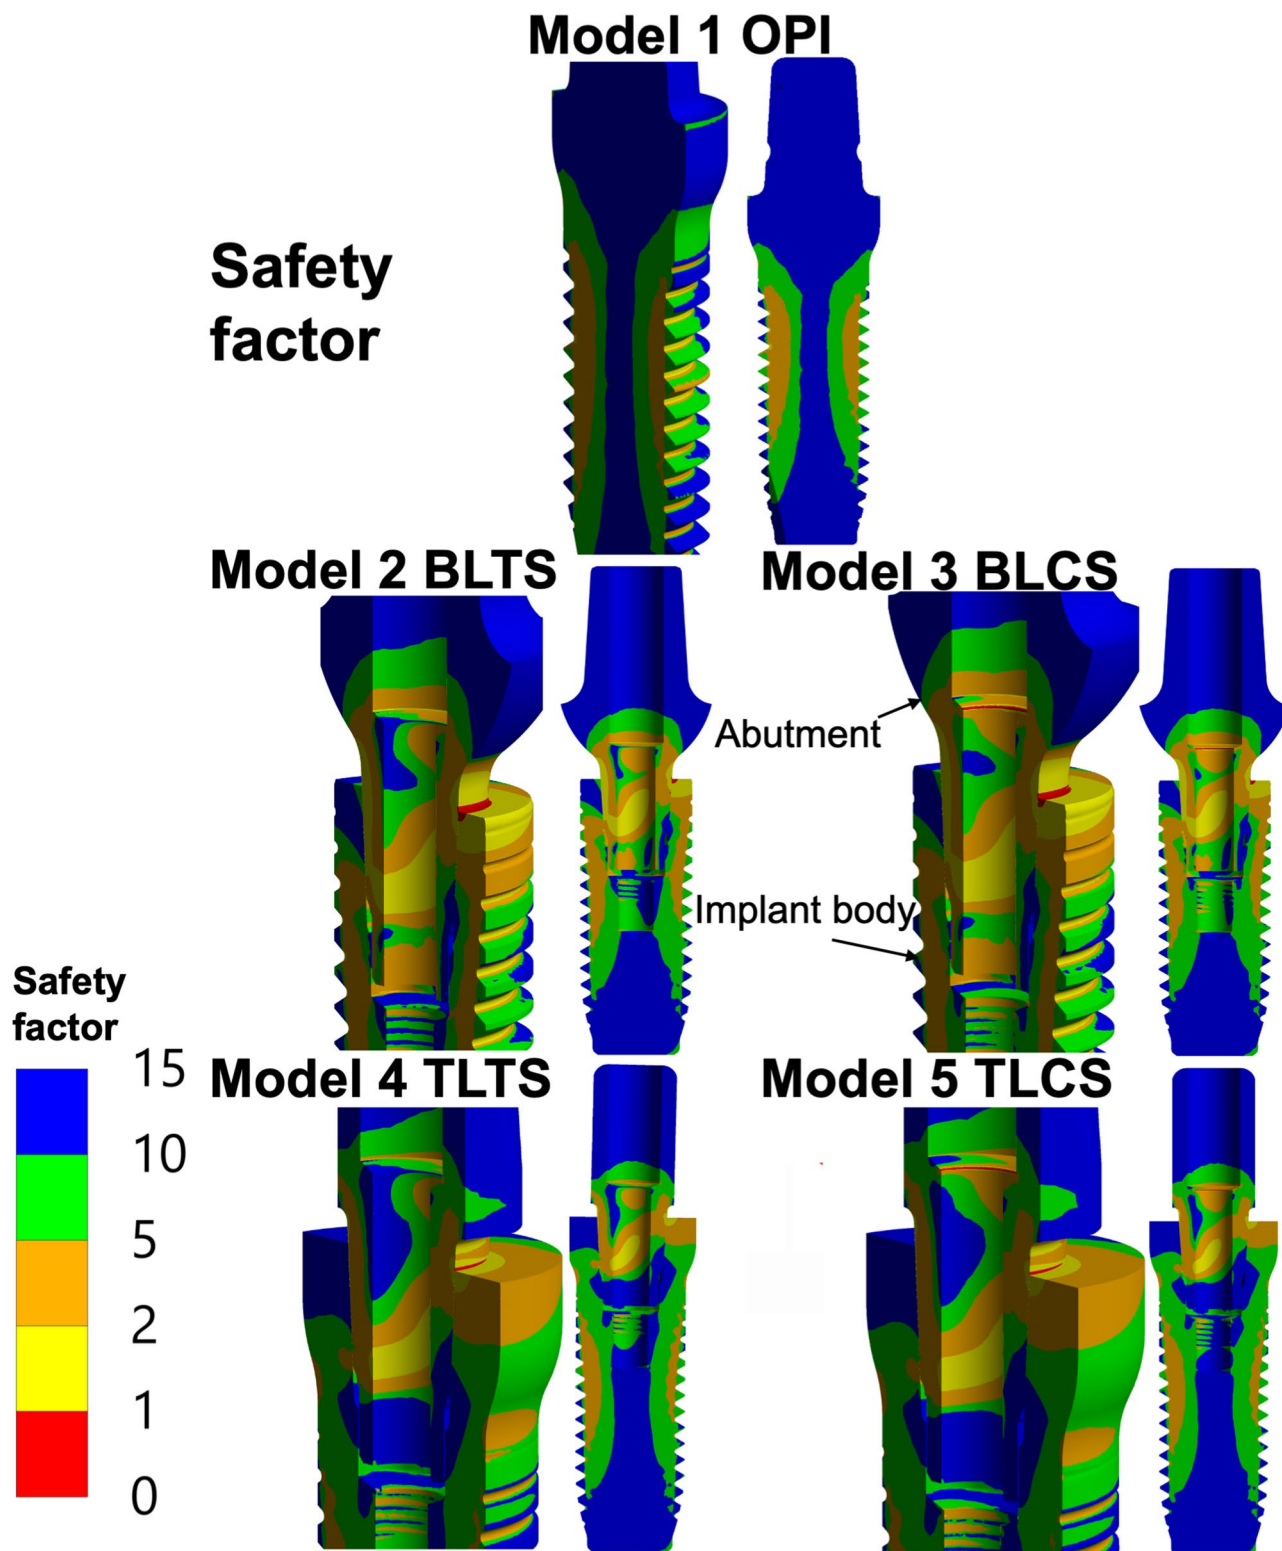 Model 1 OPI
Safety
factor
Model 2 BLTS
Model 3 BLCS
Abutment
Implant body
Safety
factor
15
10
5
2
1
0
Model 4 TLTS
Model 5 TLCS